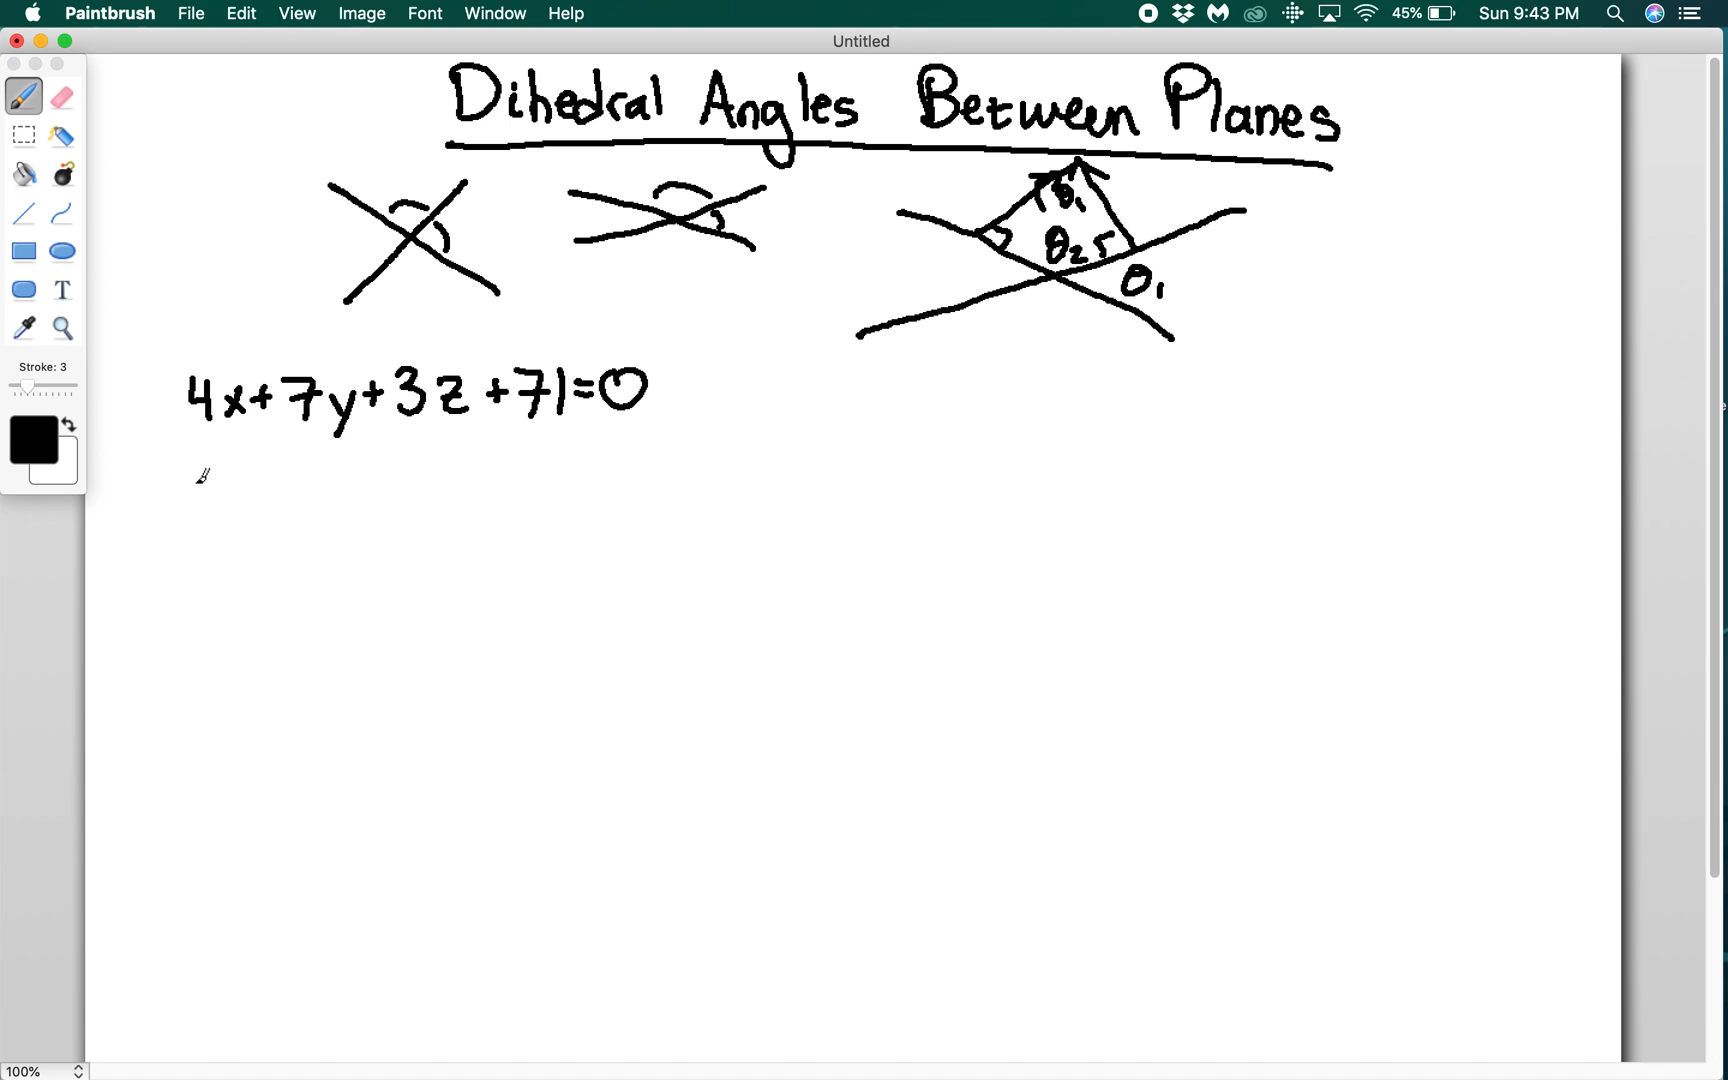 Paintbrush File Edit View Image Font Window Help 45% Sun 9:43 PM
Untitled
Dihedral Angles Between Planes
θ₁
θ₂
θ₁
T
Stroke: 3
4x+7y+3z+71=0
100%